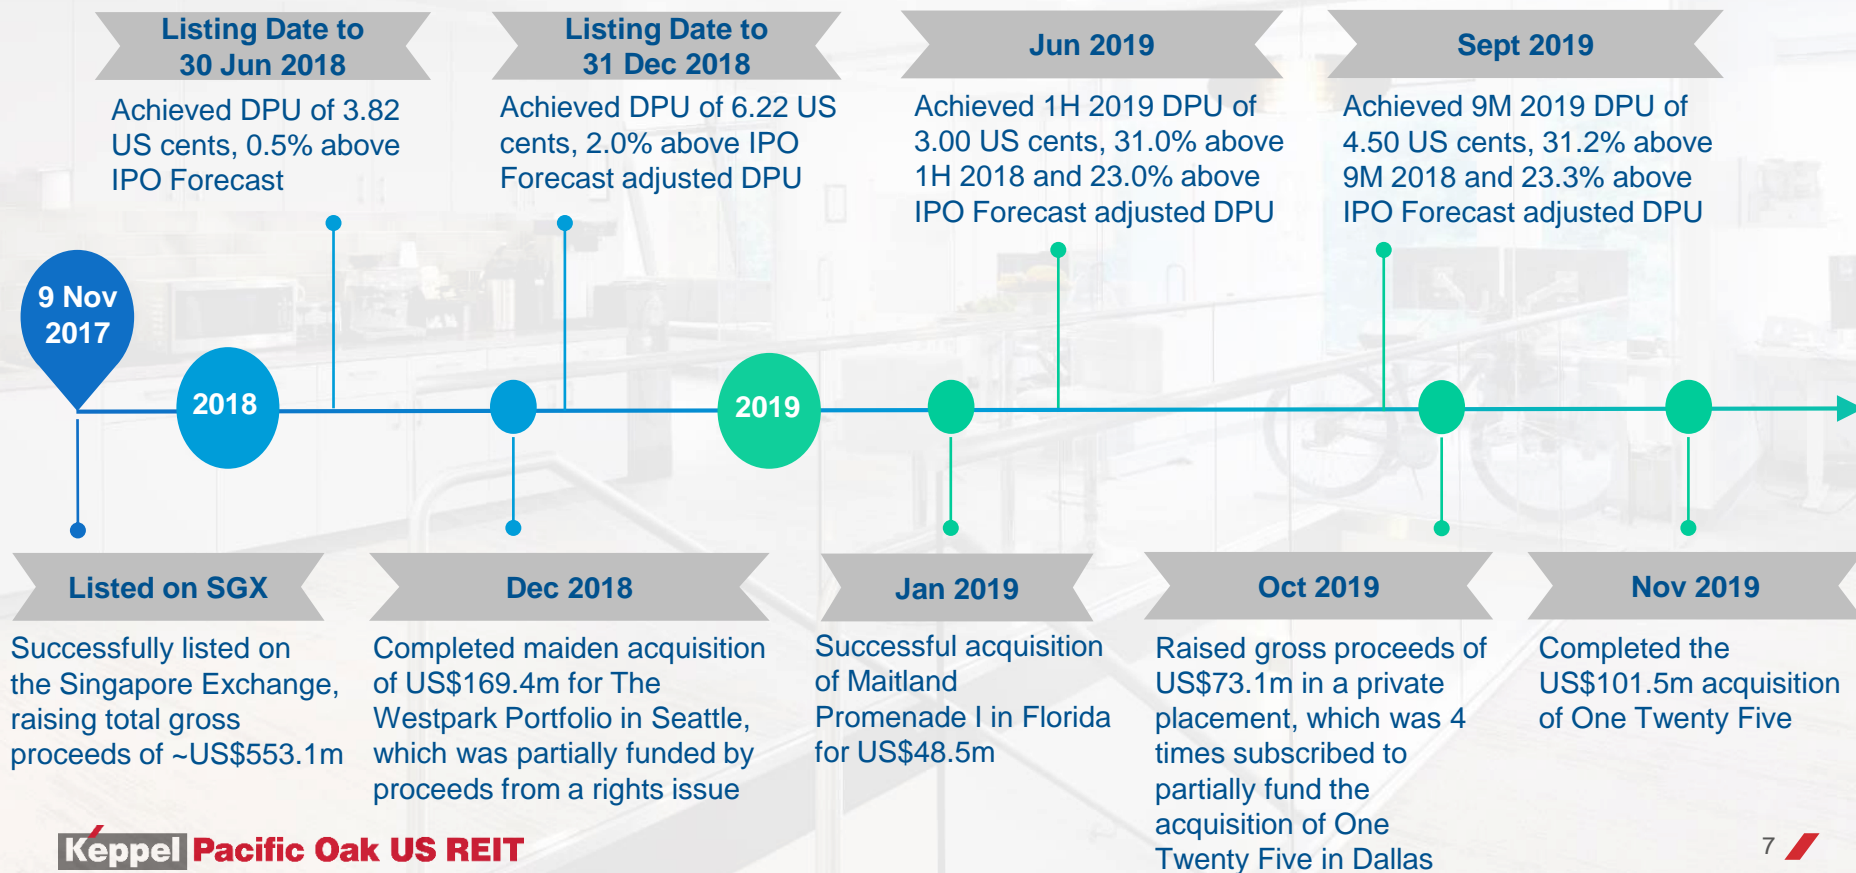 Listing Date to
30 Jun 2018
Achieved DPU of 3.82
US cents, 0.5% above
IPO Forecast
Listing Date to
31 Dec 2018
Achieved DPU of 6.22 US
cents, 2.0% above IPO
Forecast adjusted DPU
Jun 2019
Achieved 1H 2019 DPU of
3.00 US cents, 31.0% above
1H 2018 and 23.0% above
IPO Forecast adjusted DPU
Sept 2019
Achieved 9M 2019 DPU of
4.50 US cents, 31.2% above
9M 2018 and 23.3% above
IPO Forecast adjusted DPU
9 Nov
2017
2018
2019
Listed on SGX
Successfully listed on
the Singapore Exchange,
raising total gross
proceeds of ~US$553.1m
Dec 2018
Completed maiden acquisition
of US$169.4m for The
Westpark Portfolio in Seattle,
which was partially funded by
proceeds from a rights issue
Jan 2019
Successful acquisition
of Maitland
Promenade I in Florida
for US$48.5m
Oct 2019
Raised gross proceeds of
US$73.1m in a private
placement, which was 4
times subscribed to
partially fund the
acquisition of One
Twenty Five in Dallas
Nov 2019
Completed the
US$101.5m acquisition
of One Twenty Five
Keppel Pacific Oak US REIT
7